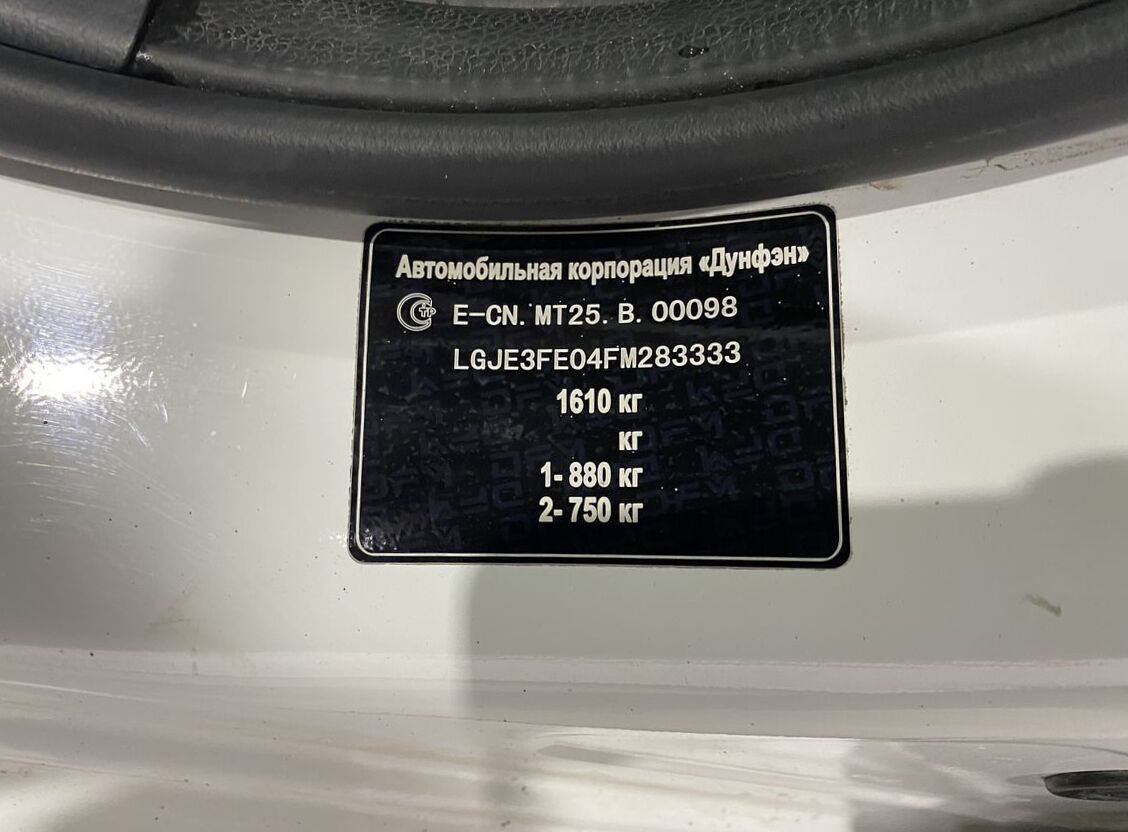 Автомобильная корпорация «Дунфэн»
E-CN. MT25. B. 00098
LGJE3FE04FM283333
1610 кг
кг
1- 880 кг
2- 750 кг